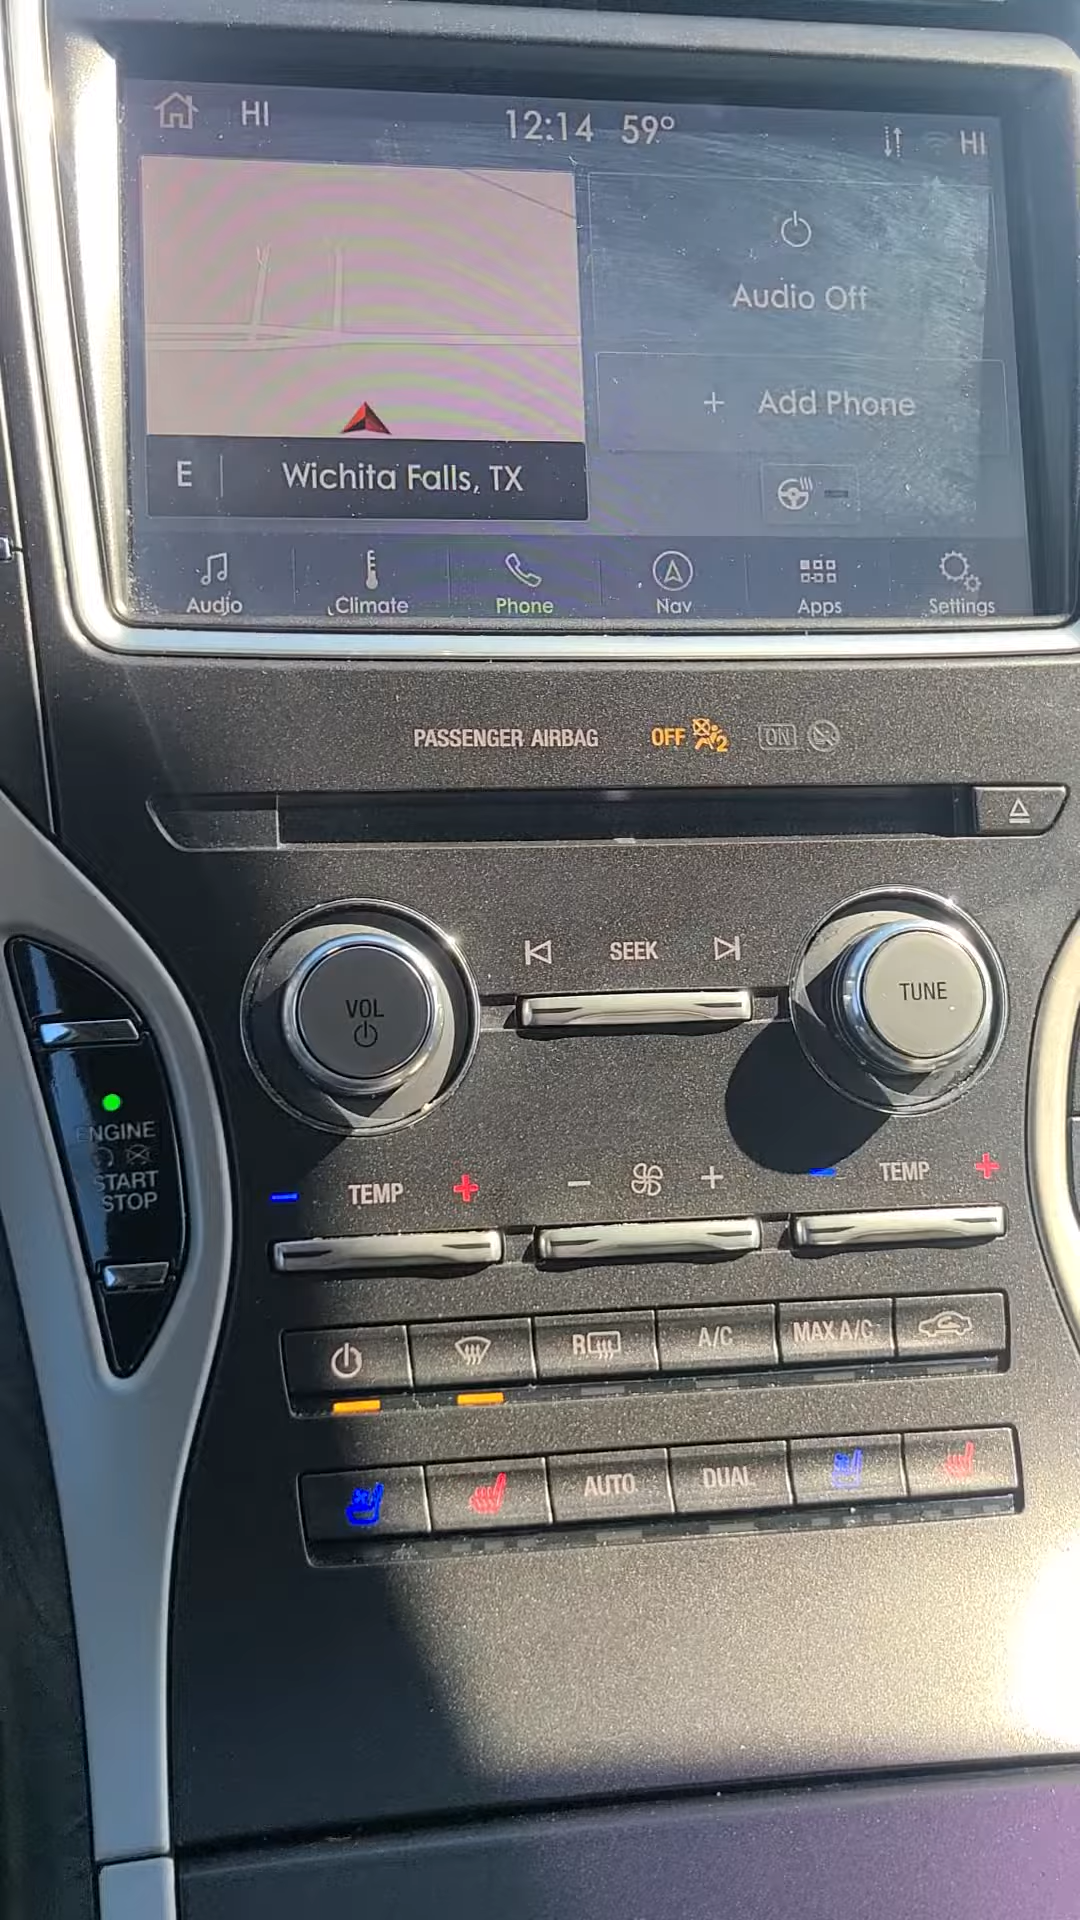 HI 12:14 59° HI
Audio Off
+ Add Phone
E Wichita Falls, TX
Audio Climate Phone Nav Apps Settings
PASSENGER AIRBAG OFF 2 ON
SEEK
VOL
TUNE
ENGINE
START
STOP
- TEMP + - + - TEMP +
R A/C MAX A/C
AUTO DUAL